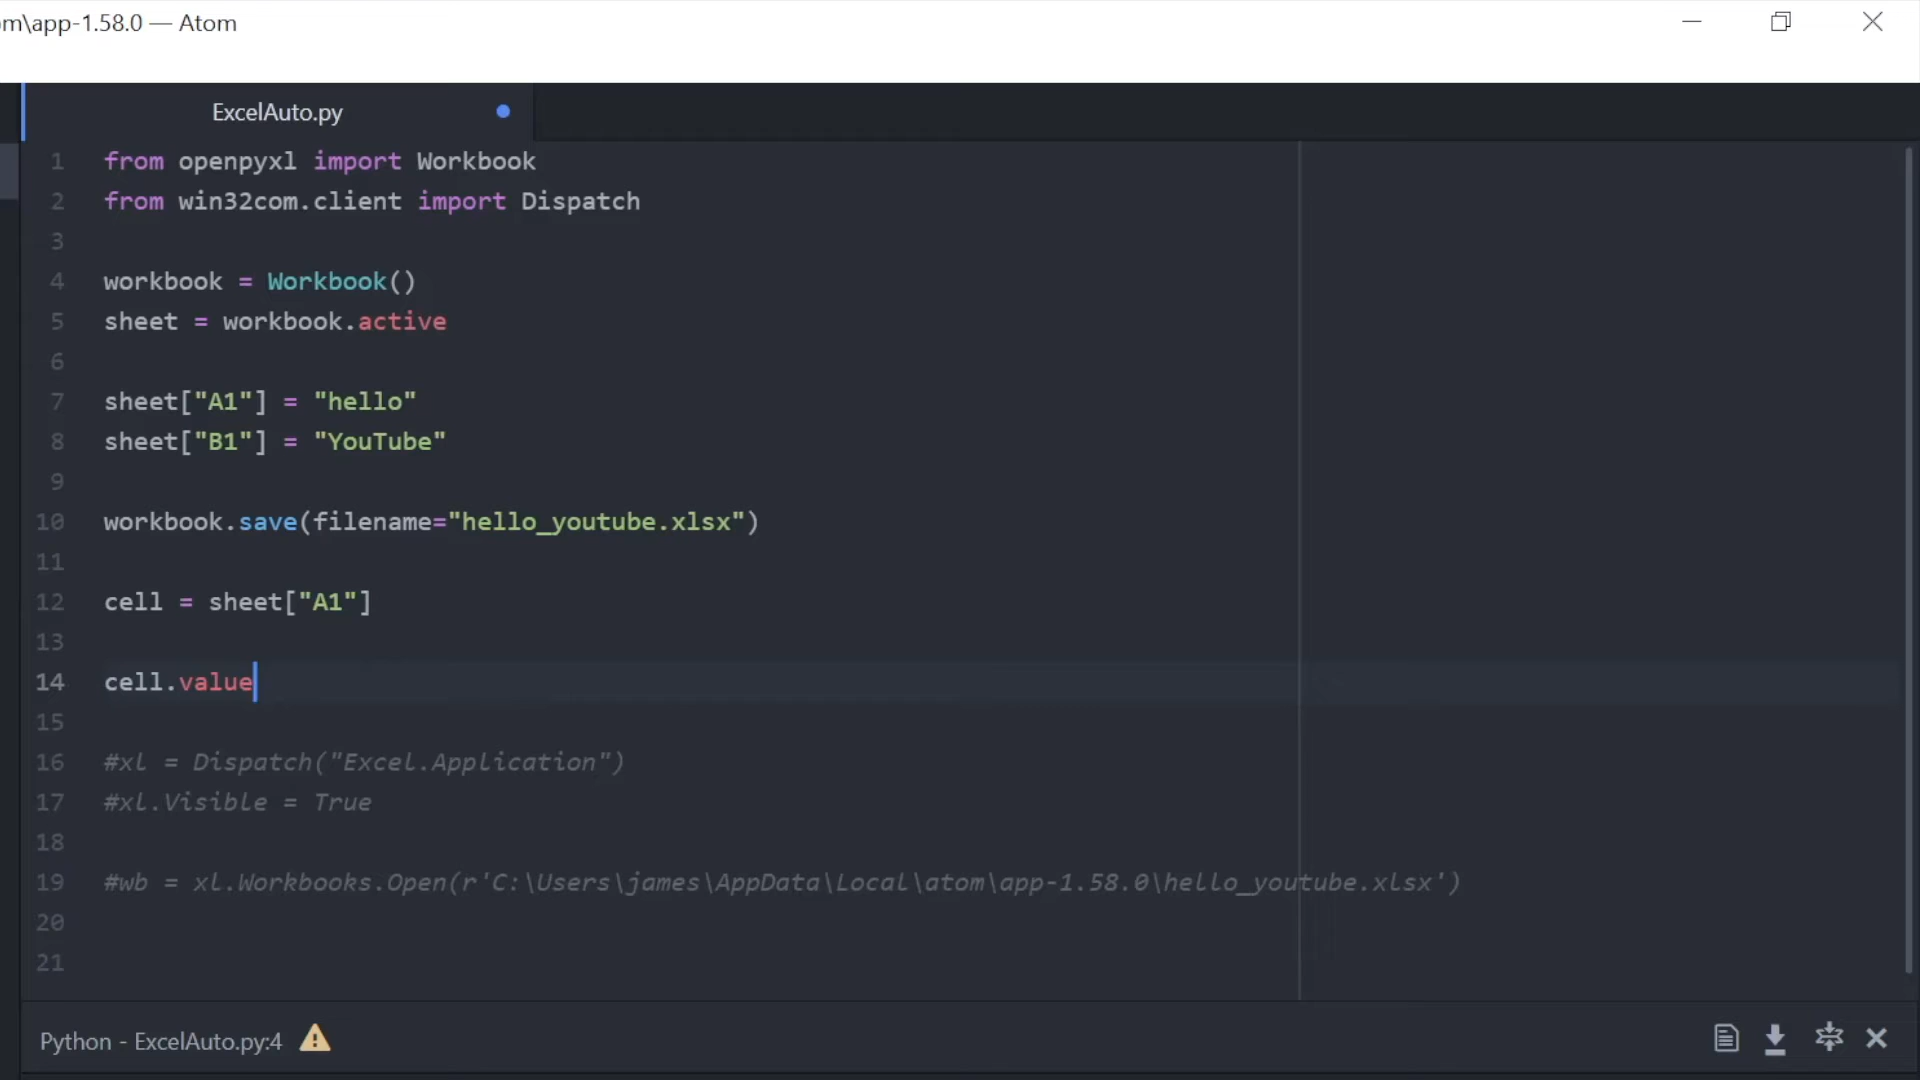 om\app-1.58.0 — Atom
ExcelAuto.py
1 from openpyxl import Workbook
2 from win32com.client import Dispatch
3
4 workbook = Workbook()
5 sheet = workbook.active
6
7 sheet["A1"] = "hello"
8 sheet["B1"] = "YouTube"
9
10 workbook.save(filename="hello_youtube.xlsx")
11
12 cell = sheet["A1"]
13
14 cell.value
15
16 #xl = Dispatch("Excel.Application")
17 #xl.Visible = True
18
19 #wb = xl.Workbooks.Open(r'C:\Users\james\AppData\Local\atom\app-1.58.0\hello_youtube.xlsx')
20
21
Python - ExcelAuto.py:4